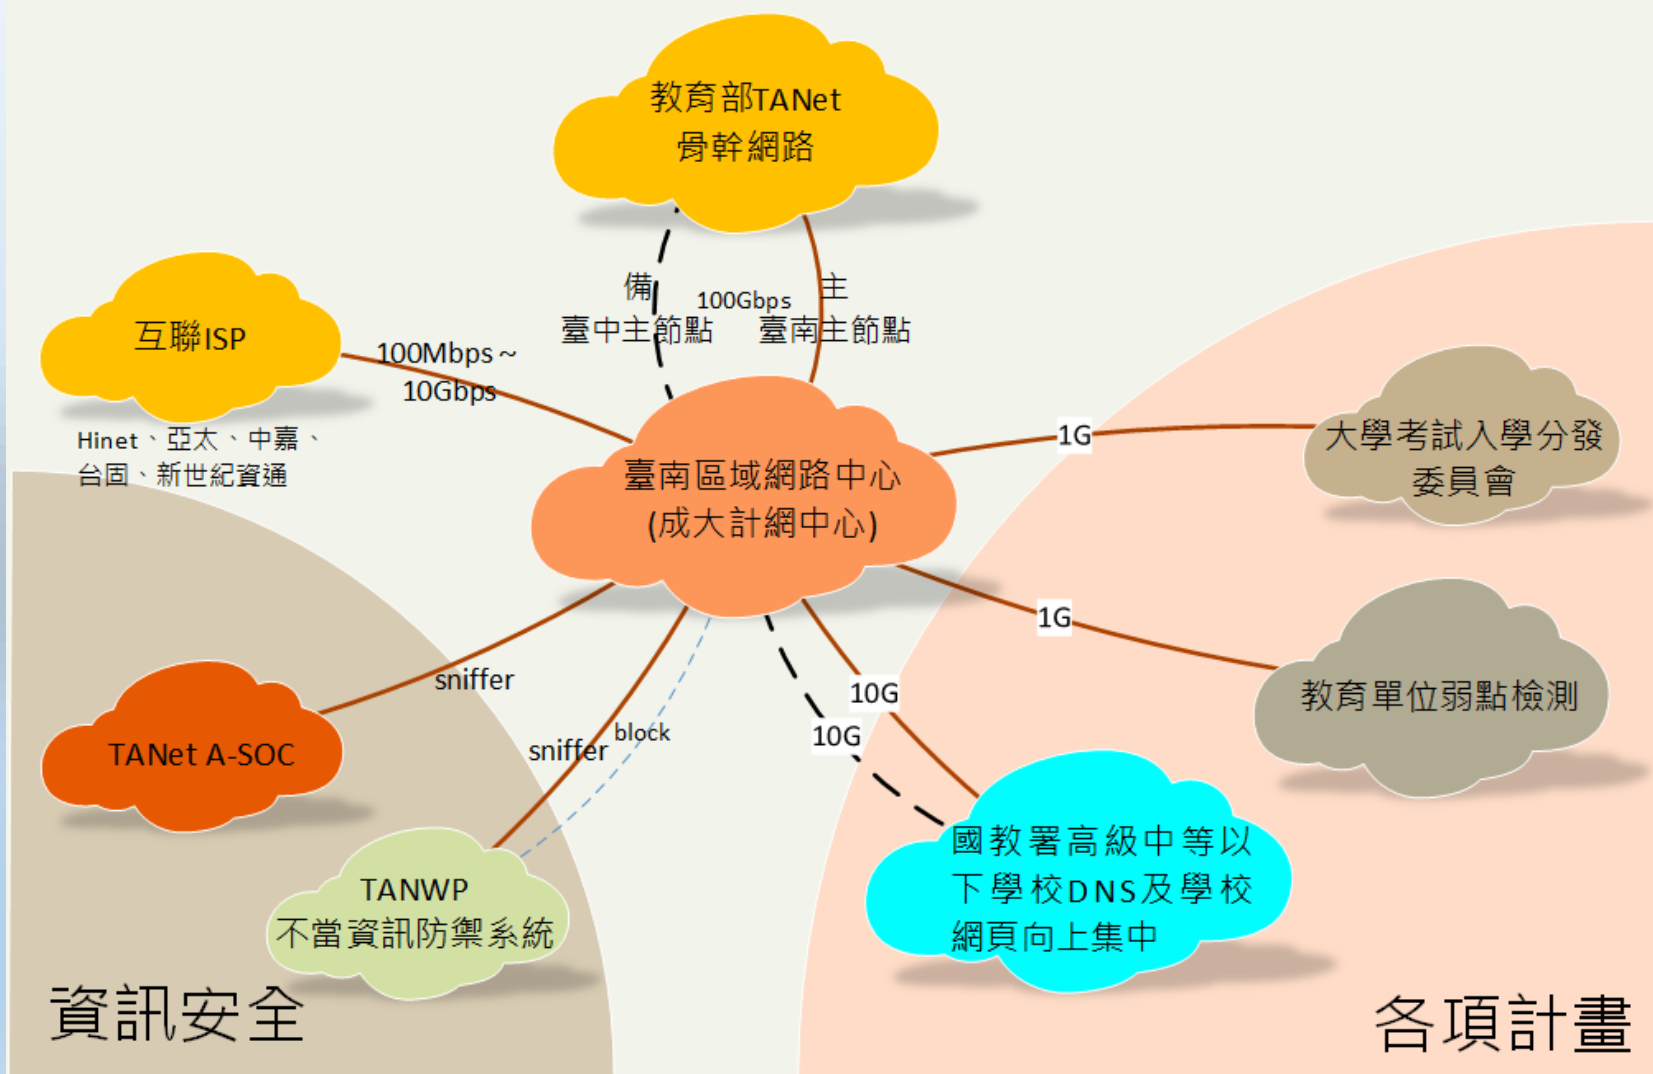 教育部TANet
骨幹網路
備
主
100Gbps
臺中主節點
臺南主節點
互聯ISP
100Mbps ~
10Gbps
Hinet、亞太、中嘉、
台固、新世紀資通
臺南區域網路中心
(成大計網中心)
1G
大學考試入學分發
委員會
1G
教育單位弱點檢測
sniffer
TANet A-SOC
sniffer
block
10G
10G
TANWP
不當資訊防禦系統
國教署高級中等以
下學校DNS及學校
網頁向上集中
資訊安全
各項計畫